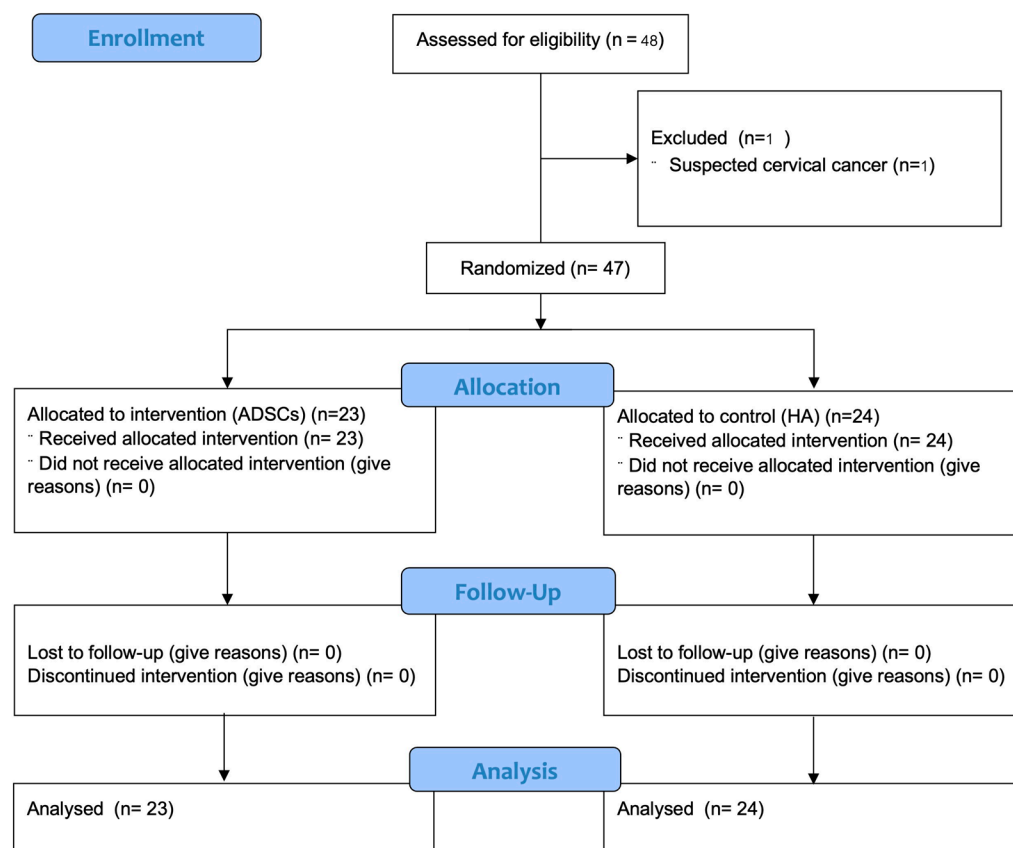 Enrollment
Assessed for eligibility (n = 48)
Excluded (n=1 )
¨ Suspected cervical cancer (n=1)
Randomized (n= 47)
Allocation
Allocated to intervention (ADSCs) (n=23)
¨ Received allocated intervention (n= 23)
¨ Did not receive allocated intervention (give
reasons) (n= 0)
Allocated to control (HA) (n=24)
¨ Received allocated intervention (n= 24)
¨ Did not receive allocated intervention (give
reasons) (n= 0)
Follow-Up
Lost to follow-up (give reasons) (n= 0)
Discontinued intervention (give reasons) (n= 0)
Lost to follow-up (give reasons) (n= 0)
Discontinued intervention (give reasons) (n= 0)
Analysis
Analysed (n= 23)
Analysed (n= 24)